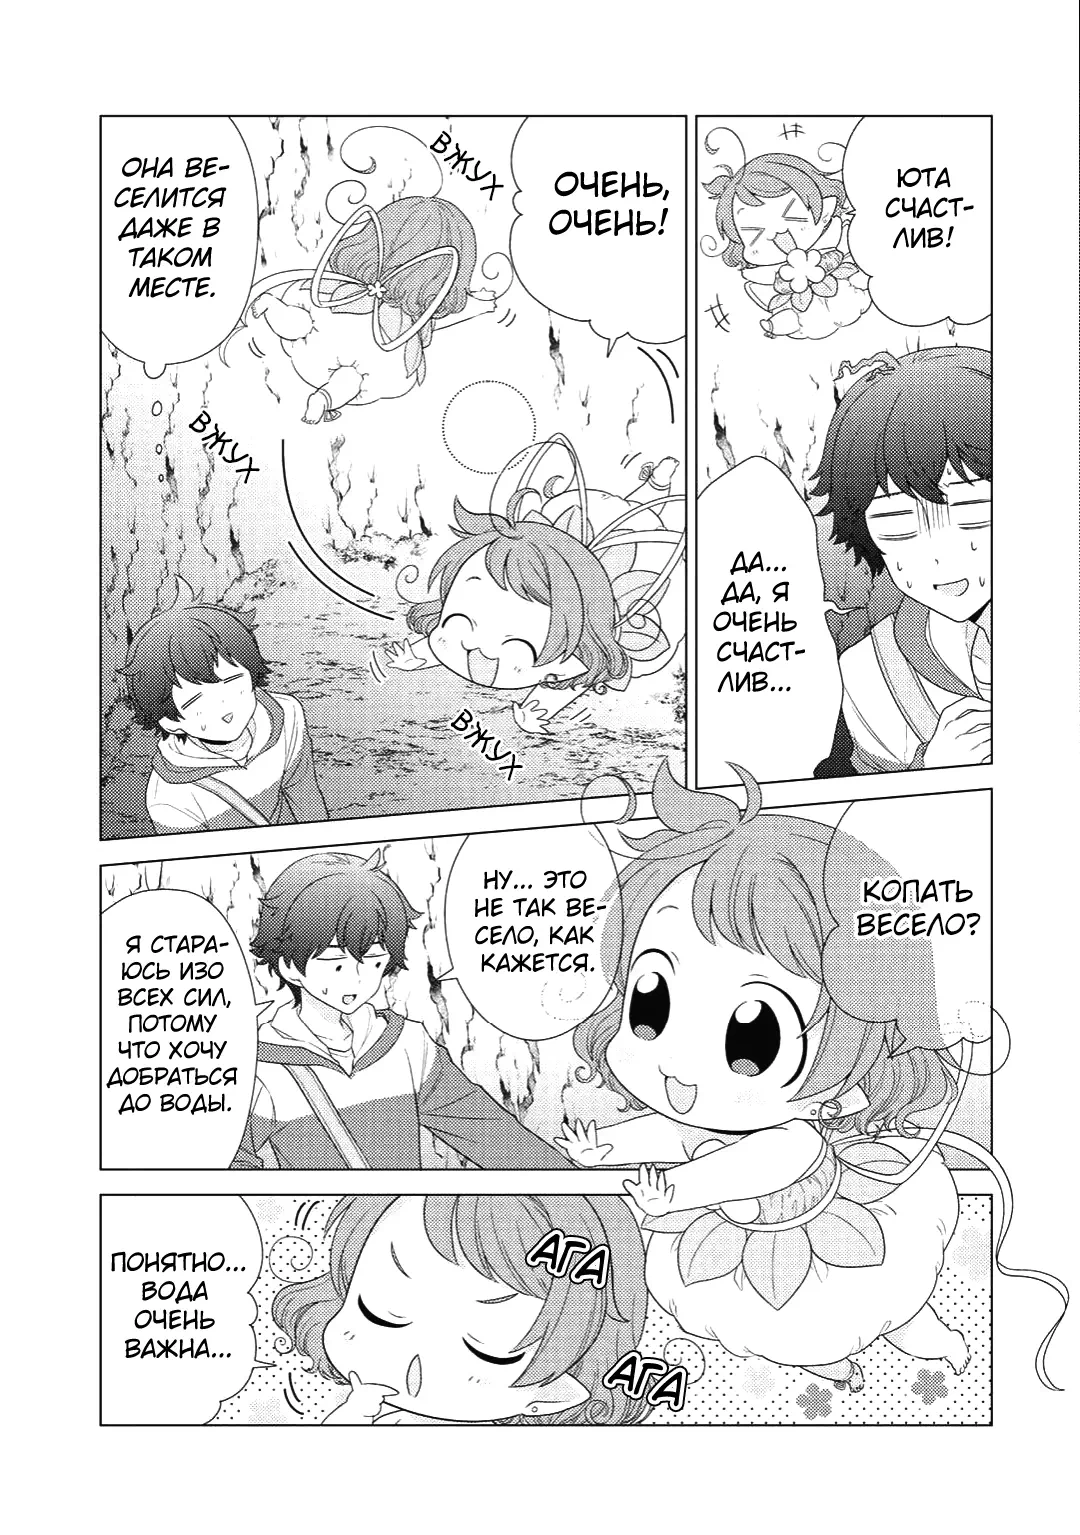 ЮТА
СЧАСТ-
ЛИВ!
ДА...
ДА, Я
ОЧЕНЬ
СЧАСТ-
ЛИВ...
ОЧЕНЬ,
ОЧЕНЬ!
ВЖУХ
ВЖУХ
ВЖУХ
ОНА ВЕ-
СЕЛИТСЯ
ДАЖЕ В
ТАКОМ
МЕСТЕ.
КОПАТЬ
ВЕСЕЛО?
НУ... ЭТО
НЕ ТАК ВЕ-
СЕЛО, КАК
КАЖЕТСЯ.
Я СТАРА-
ЮСЬ ИЗО
ВСЕХ СИЛ,
ПОТОМУ
ЧТО ХОЧУ
ДОБРАТЬСЯ
ДО ВОДЫ.
АГА
АГА
ПОНЯТНО...
ВОДА
ОЧЕНЬ
ВАЖНА...